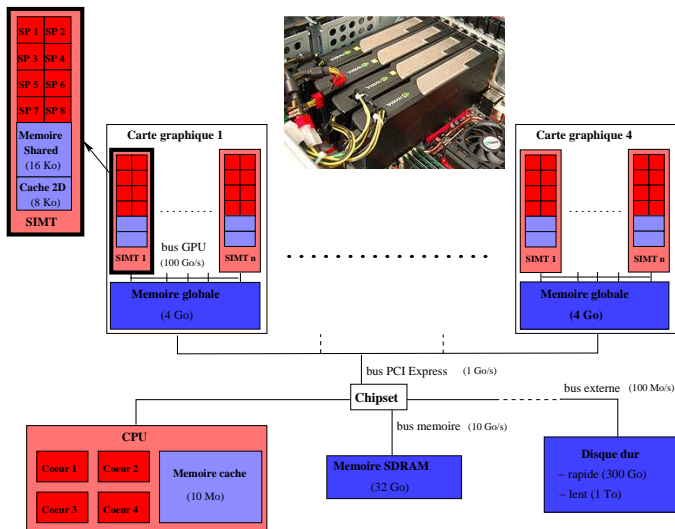 SP 1 SP 2
SP 3 SP 4
SP 5 SP 6
SP 7 SP 8
Memoire
Shared
(16 Ko)
Cache 2D
(8 Ko)
SIMT
Carte graphique 1
SIMT 1
SIMT n
bus GPU
(100 Go/s)
Memoire globale
(4 Go)
Carte graphique 4
SIMT 1
SIMT n
Memoire globale
(4 Go)
NVIDIA
NVIDIA
NVIDIA
NVIDIA
bus PCI Express (1 Go/s)
Chipset
bus externe (100 Mo/s)
bus memoire (10 Go/s)
CPU
Coeur 1 Coeur 2
Coeur 3 Coeur 4
Memoire cache
(10 Mo)
Memoire SDRAM
(32 Go)
Disque dur
– rapide (300 Go)
– lent (1 To)